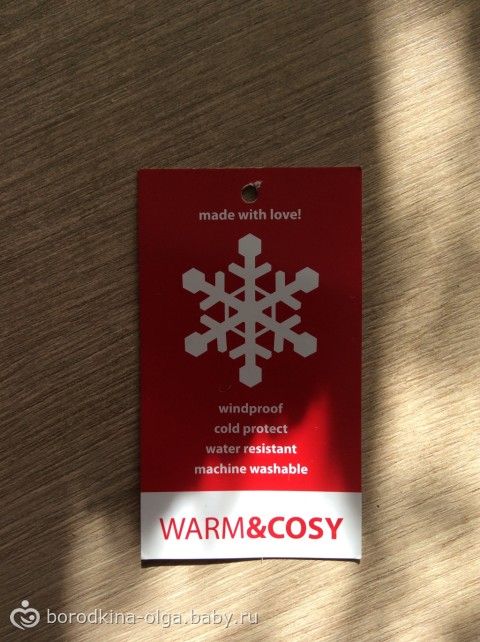 made with love!
windproof
cold protect
water resistant
machine washable
WARM&COSY
borodkina-olga.baby.ru